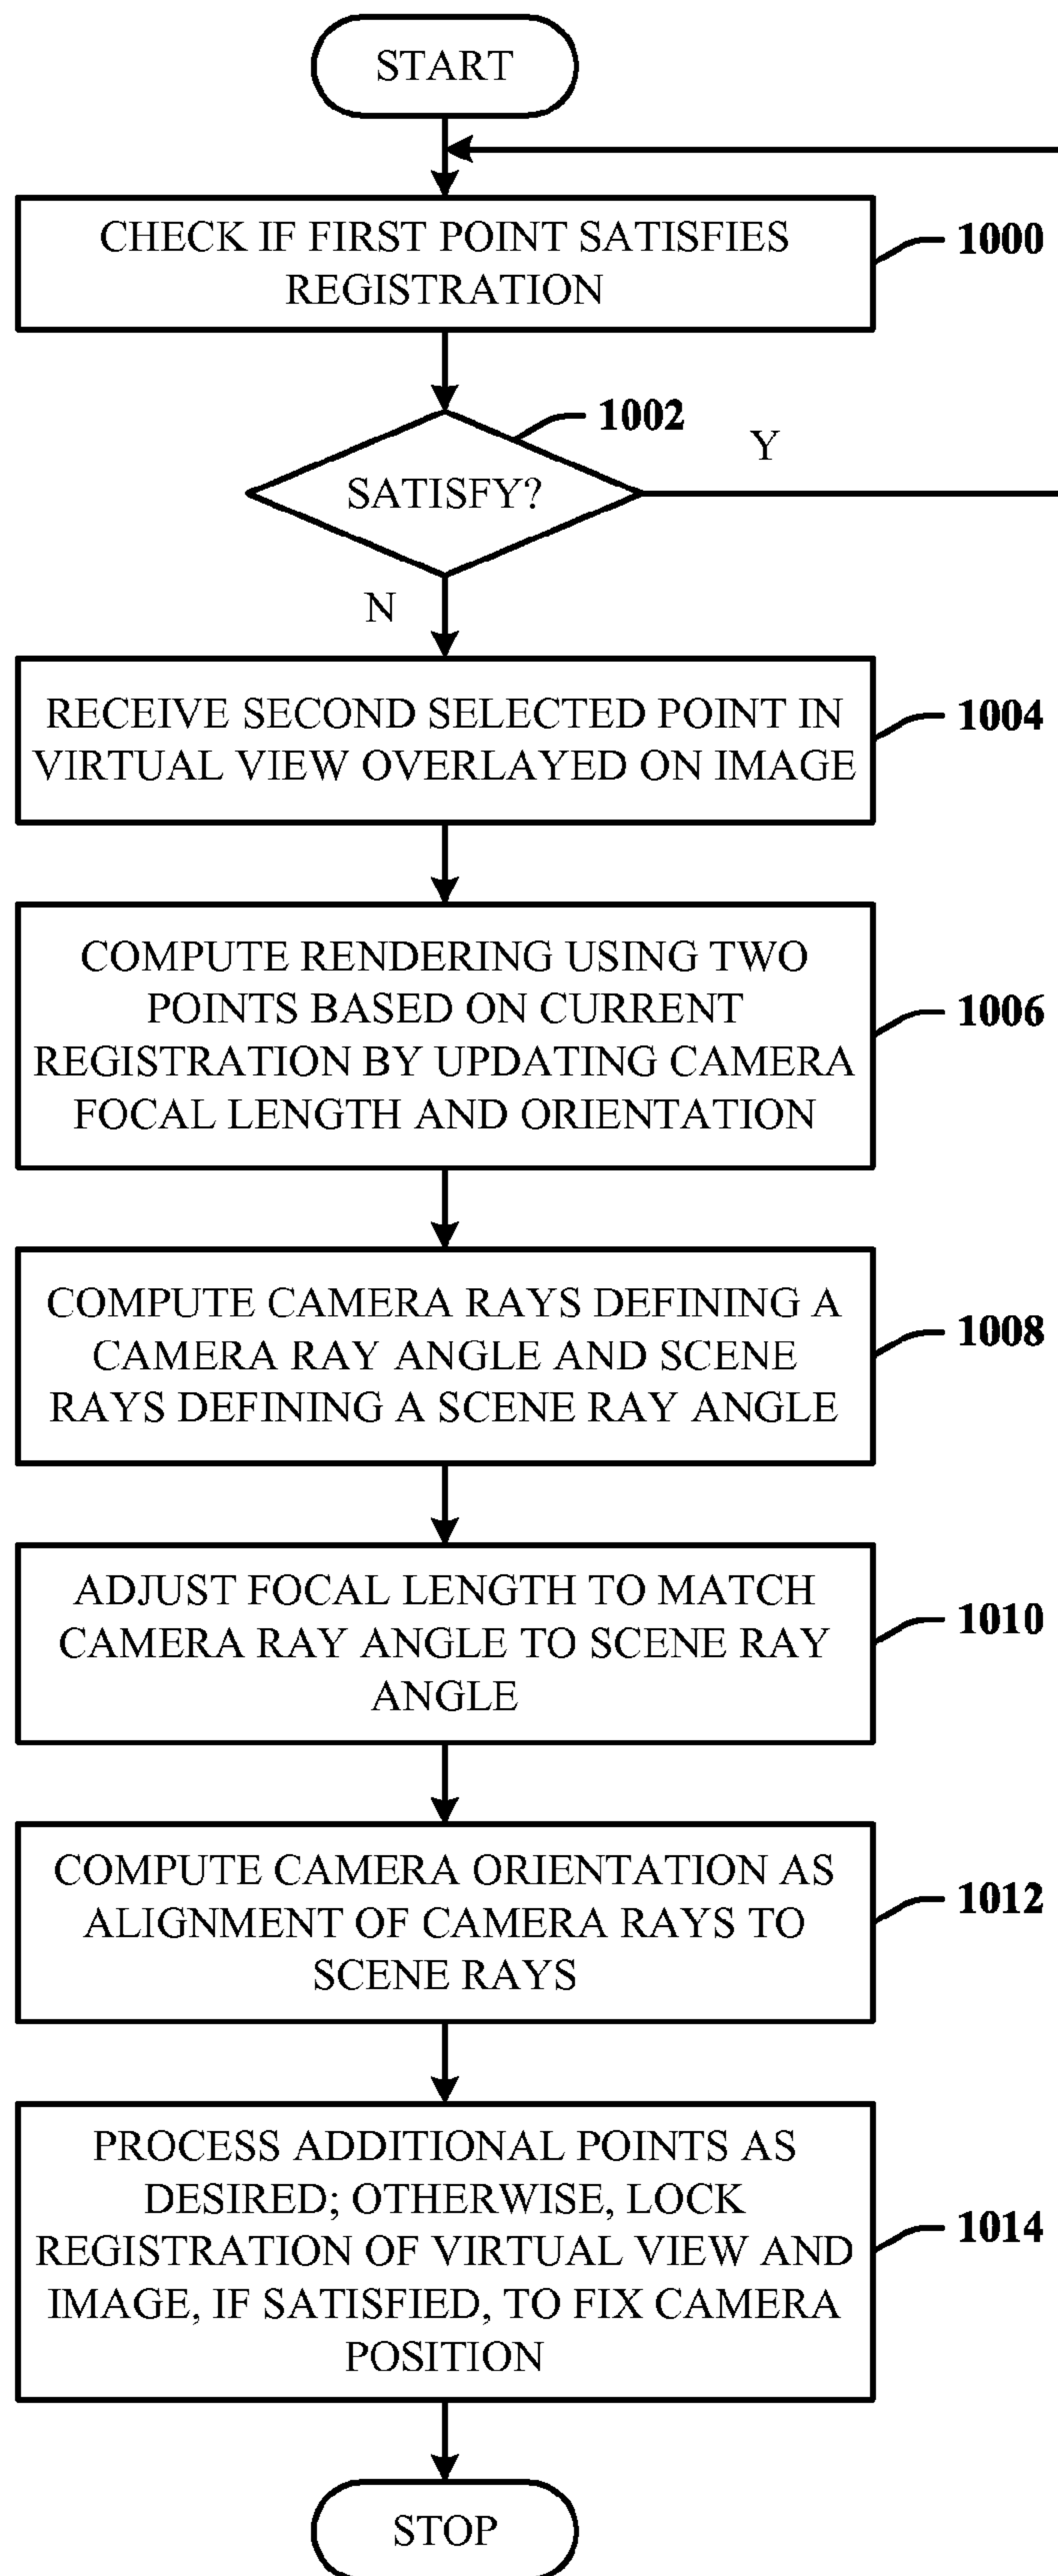 START
CHECK IF FIRST POINT SATISFIES
REGISTRATION
1000
1002
SATISFY?
Y
N
RECEIVE SECOND SELECTED POINT IN
VIRTUAL VIEW OVERLAYED ON IMAGE
1004
COMPUTE RENDERING USING TWO
POINTS BASED ON CURRENT
REGISTRATION BY UPDATING CAMERA
FOCAL LENGTH AND ORIENTATION
1006
COMPUTE CAMERA RAYS DEFINING A
CAMERA RAY ANGLE AND SCENE
RAYS DEFINING A SCENE RAY ANGLE
1008
ADJUST FOCAL LENGTH TO MATCH
CAMERA RAY ANGLE TO SCENE RAY
ANGLE
1010
COMPUTE CAMERA ORIENTATION AS
ALIGNMENT OF CAMERA RAYS TO
SCENE RAYS
1012
PROCESS ADDITIONAL POINTS AS
DESIRED; OTHERWISE, LOCK
REGISTRATION OF VIRTUAL VIEW AND
IMAGE, IF SATISFIED, TO FIX CAMERA
POSITION
1014
STOP